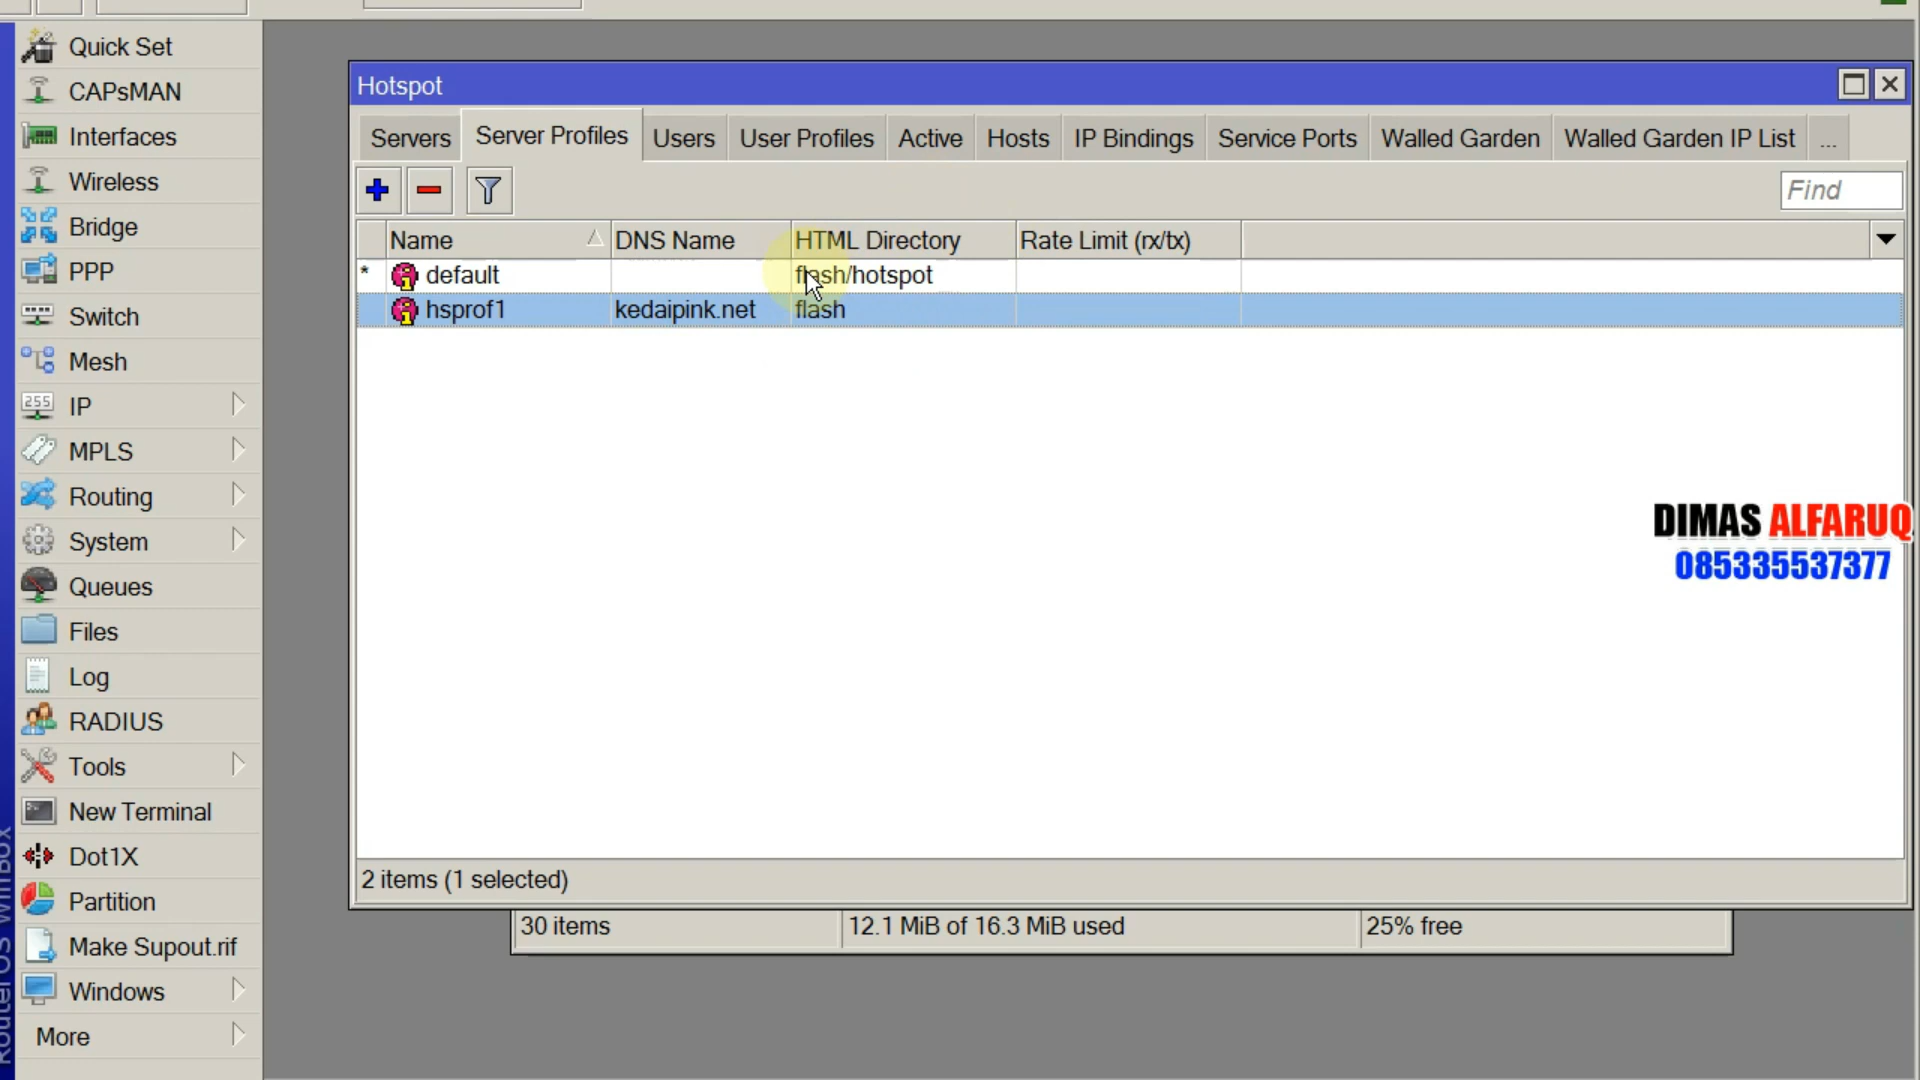 Quick Set
CAPsMAN
Interfaces
Wireless
Bridge
PPP
Switch
Mesh
IP
MPLS
Routing
System
Queues
Files
Log
RADIUS
Tools
New Terminal
Dot1X
Partition
Make Supout.rif
Windows
More
RouterOS WinBox
Hotspot
Servers Server Profiles Users User Profiles Active Hosts IP Bindings Service Ports Walled Garden Walled Garden IP List ...
Find
Name DNS Name HTML Directory Rate Limit (rx/tx)
* default flash/hotspot
hsprof1 kedaipink.net flash
DIMAS ALFARUQ
085335537377
2 items (1 selected)
30 items 12.1 MiB of 16.3 MiB used 25% free